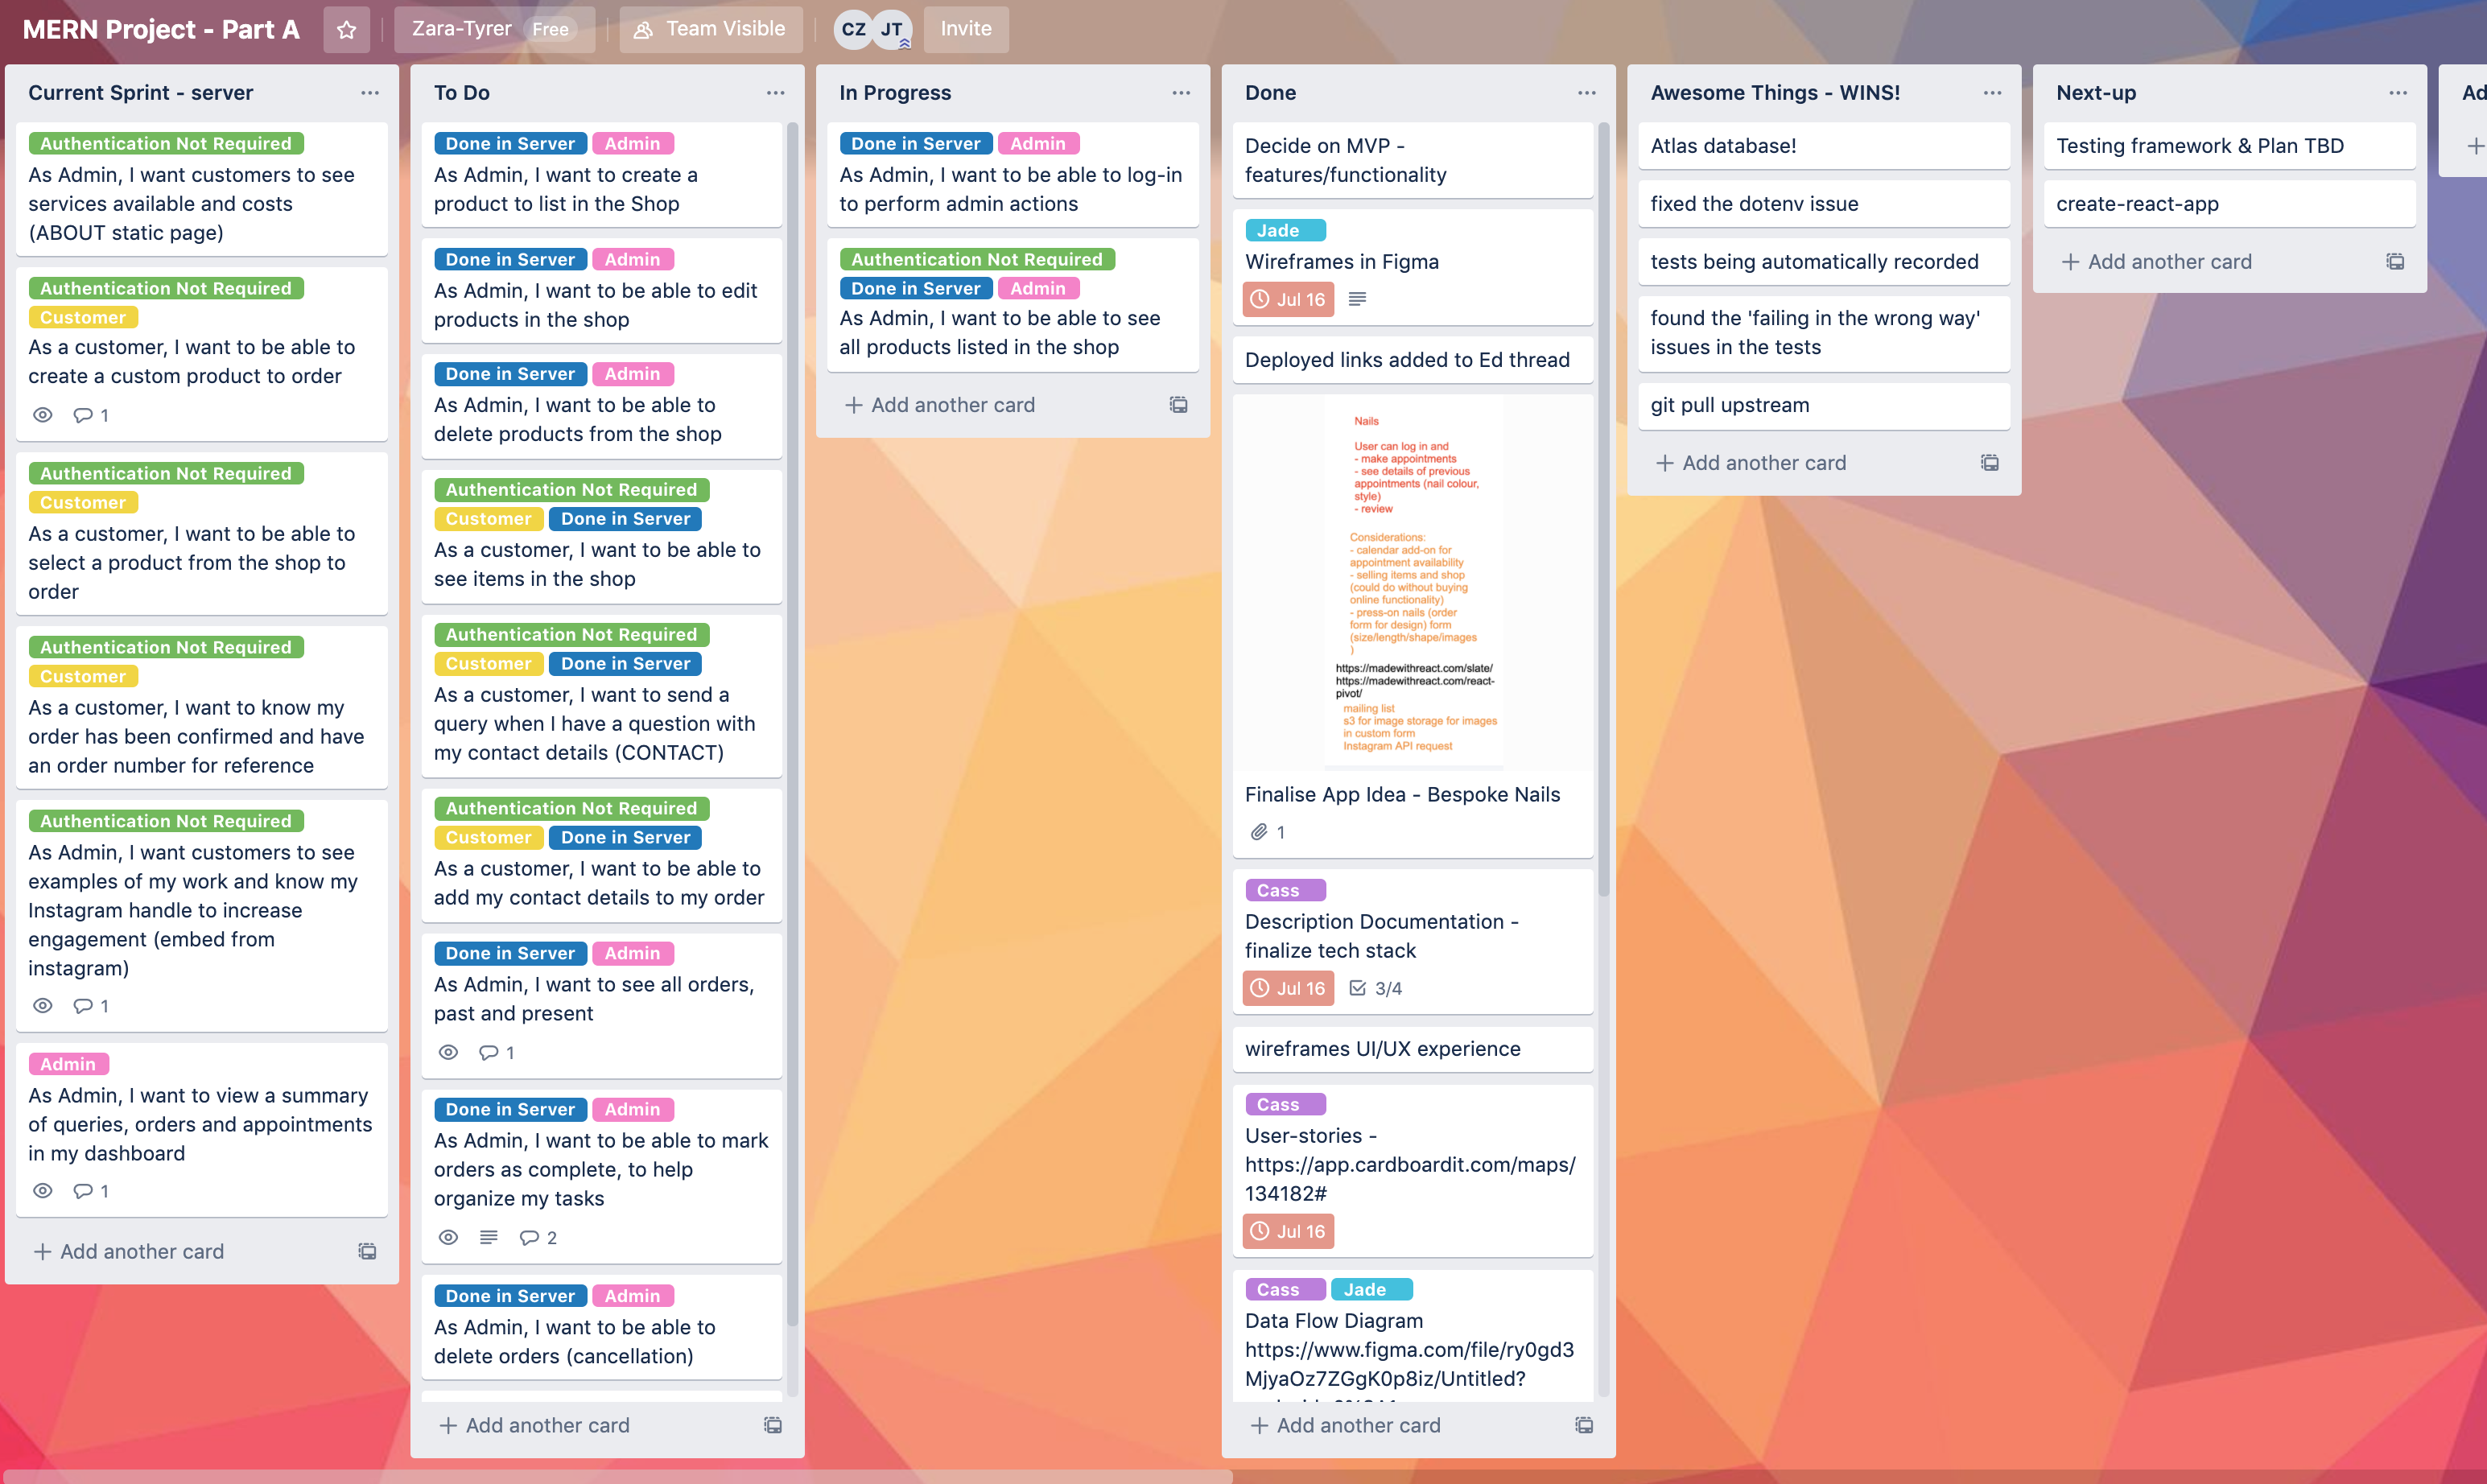 MERN Project - Part A
Zara-Tyrer Free
Team Visible
CZ JT
Invite
Current Sprint - server
Authentication Not Required
As Admin, I want customers to see
services available and costs
(ABOUT static page)
Authentication Not Required
Customer
As a customer, I want to be able to
create a custom product to order
1
Authentication Not Required
Customer
As a customer, I want to be able to
select a product from the shop to
order
Authentication Not Required
Customer
As a customer, I want to know my
order has been confirmed and have
an order number for reference
Authentication Not Required
As Admin, I want customers to see
examples of my work and know my
Instagram handle to increase
engagement (embed from
instagram)
1
Admin
As Admin, I want to view a summary
of queries, orders and appointments
in my dashboard
1
Add another card
To Do
Done in Server Admin
As Admin, I want to create a
product to list in the Shop
Done in Server Admin
As Admin, I want to be able to edit
products in the shop
Done in Server Admin
As Admin, I want to be able to
delete products from the shop
Authentication Not Required
Customer Done in Server
As a customer, I want to be able to
see items in the shop
Authentication Not Required
Customer Done in Server
As a customer, I want to send a
query when I have a question with
my contact details (CONTACT)
Authentication Not Required
Customer Done in Server
As a customer, I want to be able to
add my contact details to my order
Done in Server Admin
As Admin, I want to see all orders,
past and present
1
Done in Server Admin
As Admin, I want to be able to mark
orders as complete, to help
organize my tasks
2
Done in Server Admin
As Admin, I want to be able to
delete orders (cancellation)
Add another card
In Progress
Done in Server Admin
As Admin, I want to be able to log-in
to perform admin actions
Authentication Not Required
Done in Server Admin
As Admin, I want to be able to see
all products listed in the shop
Add another card
Done
Decide on MVP -
features/functionality
Jade
Wireframes in Figma
Jul 16
Deployed links added to Ed thread
Nails
User can log in and
- make appointments
- see details of previous
appointments (nail colour,
style)
- review
Considerations:
- calendar add-on for
appointment availability
- selling items and shop
(could do without buying
online functionality)
- press-on nails (order
form for design) form
(size/length/shape/images
)
https://madewithreact.com/slate/
https://madewithreact.com/react-
pivot/
mailing list
s3 for image storage for images
in custom form
Instagram API request
Finalise App Idea - Bespoke Nails
1
Cass
Description Documentation -
finalize tech stack
Jul 16 3/4
wireframes UI/UX experience
Cass
User-stories -
https://app.cardboardit.com/maps/
134182#
Jul 16
Cass Jade
Data Flow Diagram
https://www.figma.com/file/ry0gd3
MjyaOz7ZGgK0p8iz/Untitled?
Add another card
Awesome Things - WINS!
Atlas database!
fixed the dotenv issue
tests being automatically recorded
found the 'failing in the wrong way'
issues in the tests
git pull upstream
Add another card
Next-up
Testing framework & Plan TBD
create-react-app
Add another card
Ad